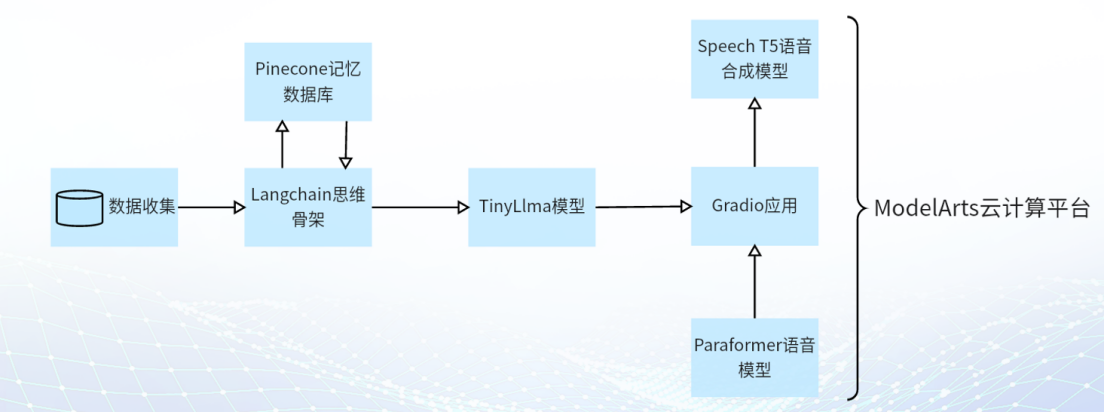 Pinecone记忆
数据库
数据收集
Langchain思维
骨架
TinyLlma模型
Speech T5语音
合成模型
Gradio应用
Paraformer语音
模型
ModelArts云计算平台